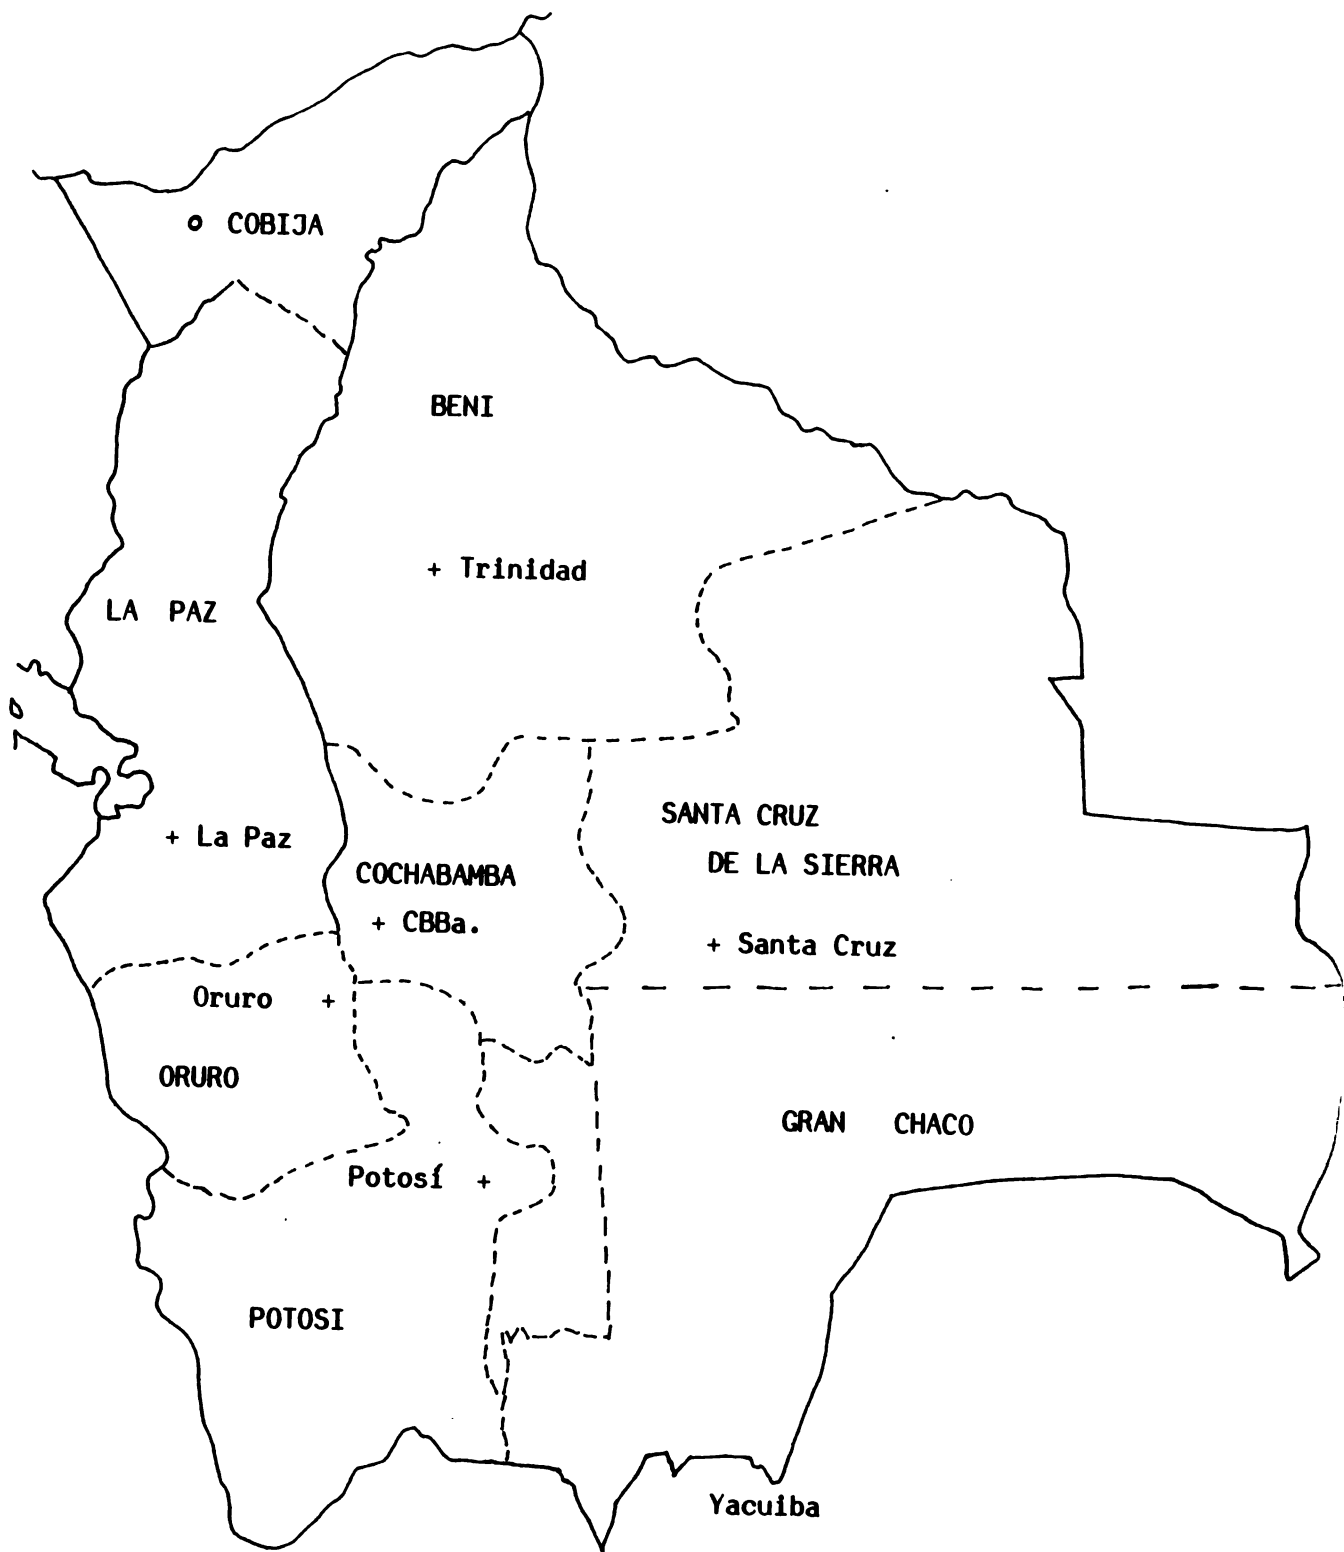 COBIJA
BENI
+ Trinidad
LA PAZ
+ La Paz
SANTA CRUZ
DE LA SIERRA
COCHABAMBA
+ CBBa.
+ Santa Cruz
Oruro +
ORURO
GRAN CHACO
Potosí +
POTOSI
Yacuiba